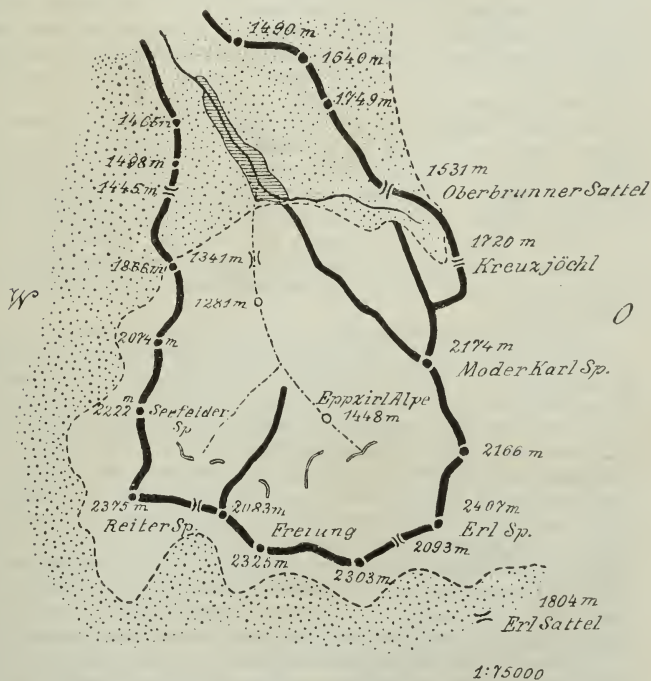 1490 m
1640 m
1749 m
1465 m
1498 m
1445 m
1531 m
Oberbrunner Sattel
1720 m
Kreuzjöchl
1866 m
1341 m
W
1281 m
O
2074 m
2174 m
Moder Karl Sp.
m
2222
Seefelder
Sp
Eppzirl Alpe
1448 m
2166 m
2375 m
Reiter Sp.
2083 m
Freiung
2407 m
Erl Sp.
2093 m
2325 m
2303 m
1804 m
Erl Sattel
1:75000